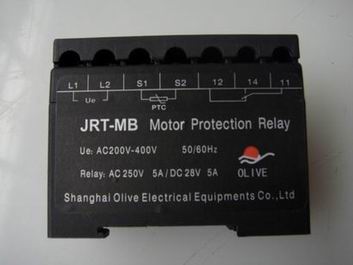 L1 L2 S1 S2 12 14 11
Ue PTC
JRT-MB Motor Protection Relay
Ue: AC200V-400V 50/60Hz
Relay: AC 250V 5A / DC 28V 5A OLIVE
Shanghai Olive Electrical Equipments Co.,Ltd